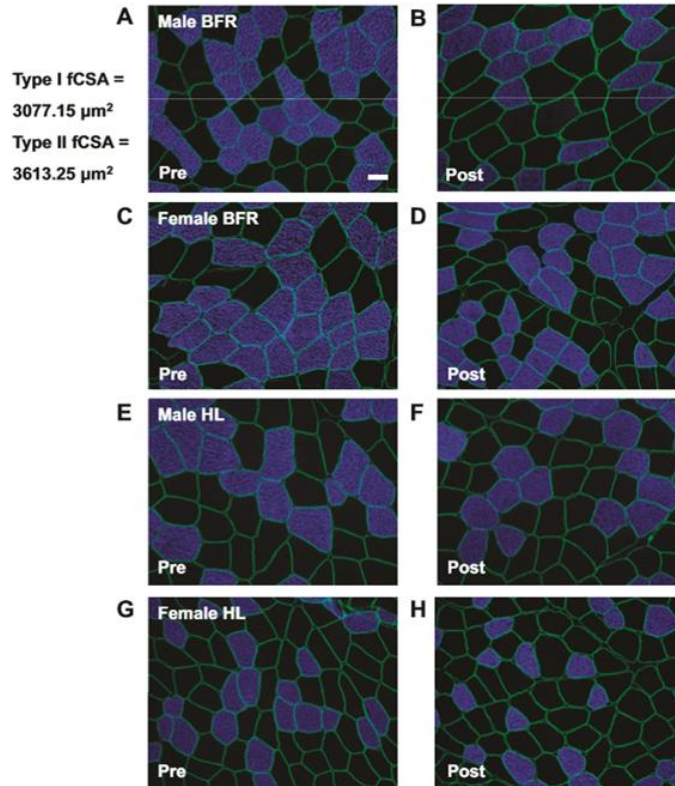 A Male BFR
B
Type I fCSA =
3077.15 µm²
Type II fCSA =
3613.25 µm²
Pre
Post
C Female BFR
D
Pre
Post
E Male HL
F
Pre
Post
G Female HL
H
Pre
Post